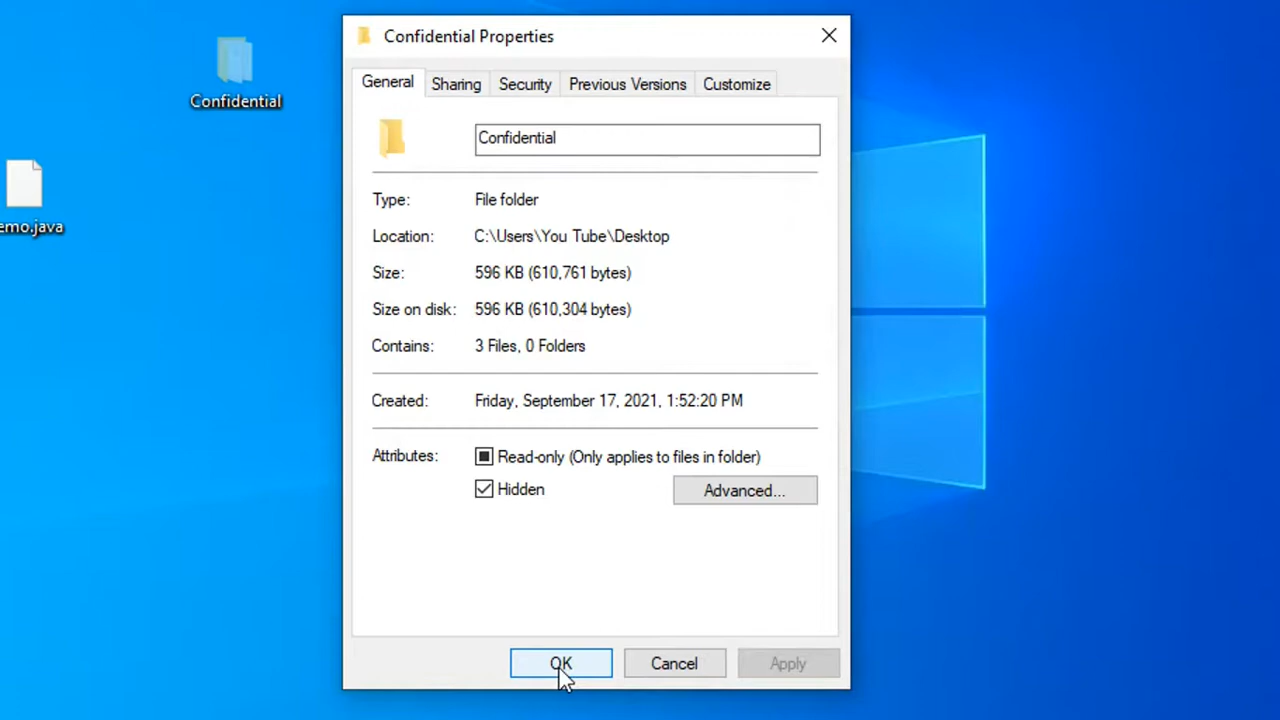 Confidential Properties
Confidential
General Sharing Security Previous Versions Customize
Confidential
emo.java
Type: File folder
Location: C:\Users\You Tube\Desktop
Size: 596 KB (610,761 bytes)
Size on disk: 596 KB (610,304 bytes)
Contains: 3 Files, 0 Folders
Created: Friday, September 17, 2021, 1:52:20 PM
Attributes: Read-only (Only applies to files in folder)
Hidden Advanced...
OK Cancel Apply